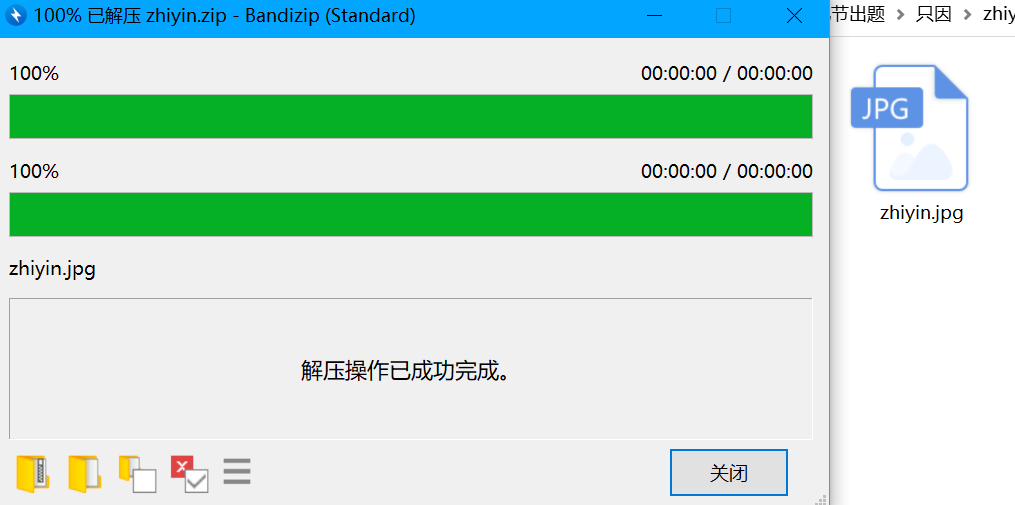 100% 已解压 zhiyin.zip - Bandizip (Standard)
节出题 > 只因 > zhiy
100% 00:00:00 / 00:00:00
100% 00:00:00 / 00:00:00
zhiyin.jpg
解压操作已成功完成。
关闭
JPG
zhiyin.jpg